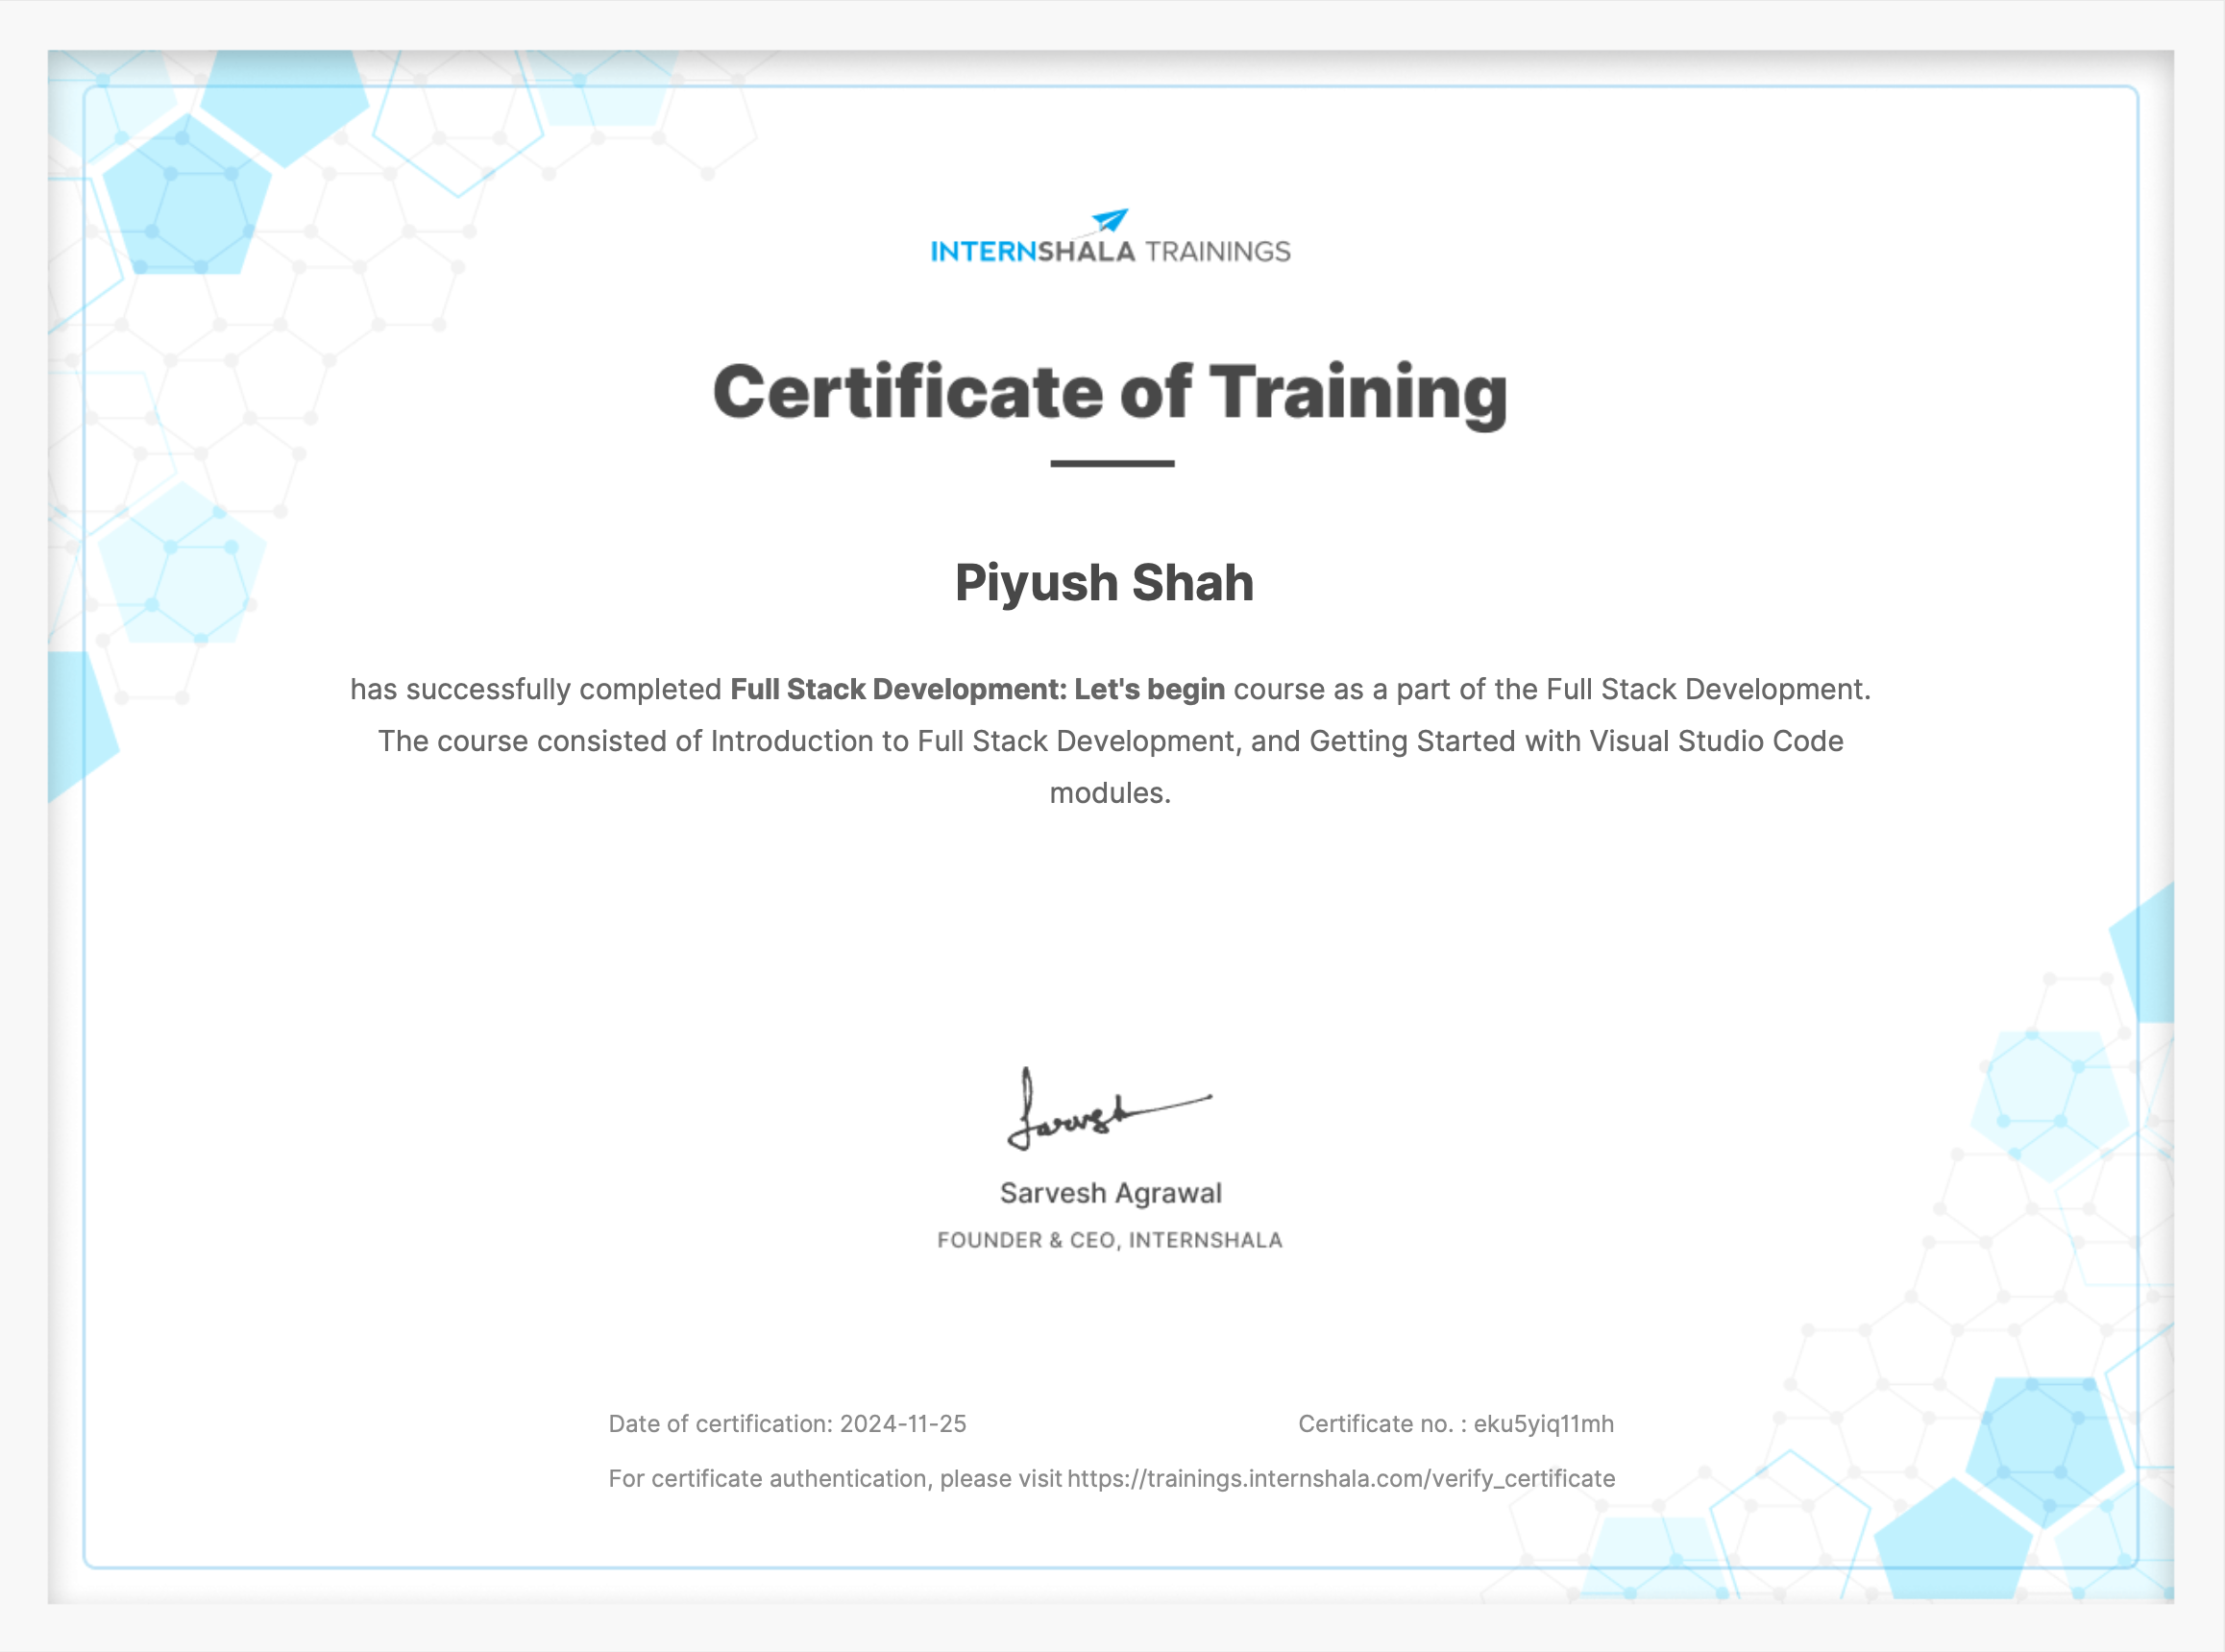 INTERNSHALA TRAININGS
Certificate of Training
Piyush Shah
has successfully completed Full Stack Development: Let's begin course as a part of the Full Stack Development.
The course consisted of Introduction to Full Stack Development, and Getting Started with Visual Studio Code
modules.
Sarvesh
Sarvesh Agrawal
FOUNDER & CEO, INTERNSHALA
Date of certification: 2024-11-25 Certificate no. : eku5yiq11mh
For certificate authentication, please visit https://trainings.internshala.com/verify_certificate